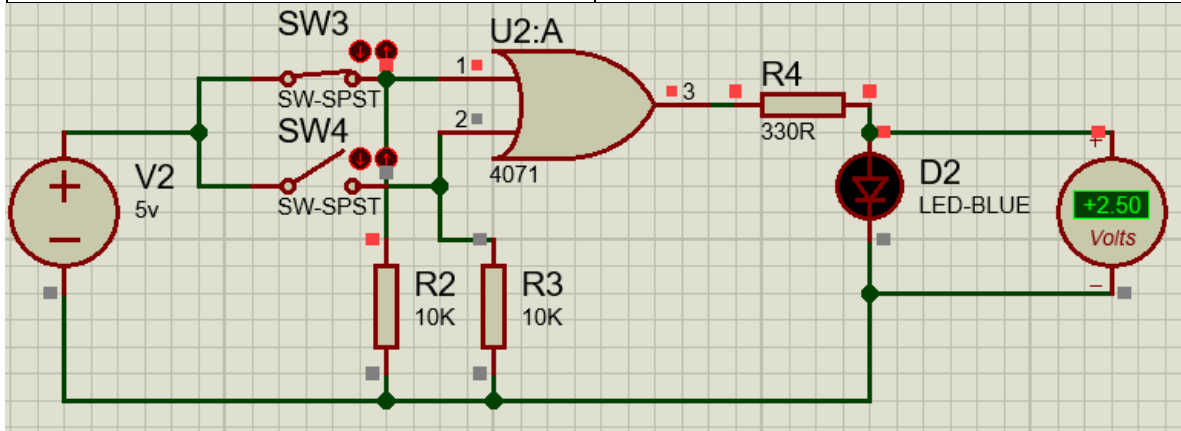 SW3
SW-SPST
SW4
SW-SPST
V2
5v
U2:A
1
2
3
4071
R2
10K
R3
10K
R4
330R
D2
LED-BLUE
+
+2.50
Volts
−